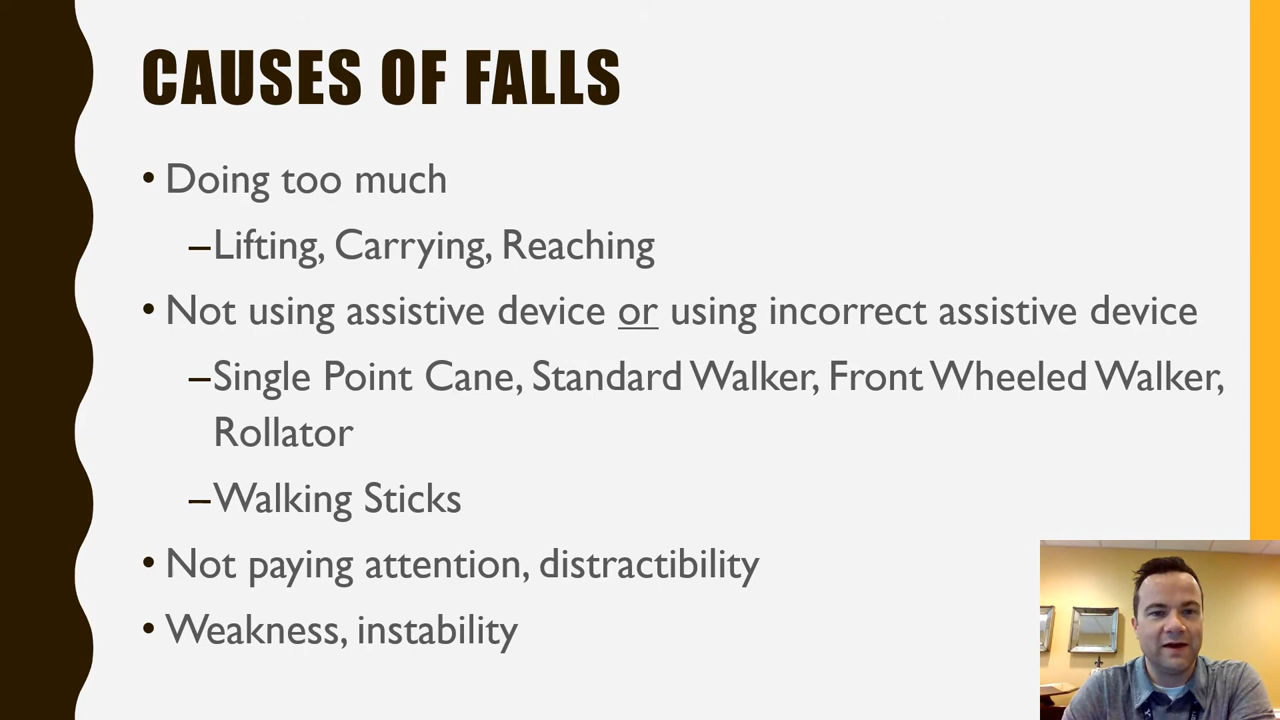 CAUSES OF FALLS
• Doing too much
–Lifting, Carrying, Reaching
• Not using assistive device or using incorrect assistive device
–Single Point Cane, Standard Walker, Front Wheeled Walker,
Rollator
–Walking Sticks
• Not paying attention, distractibility
• Weakness, instability